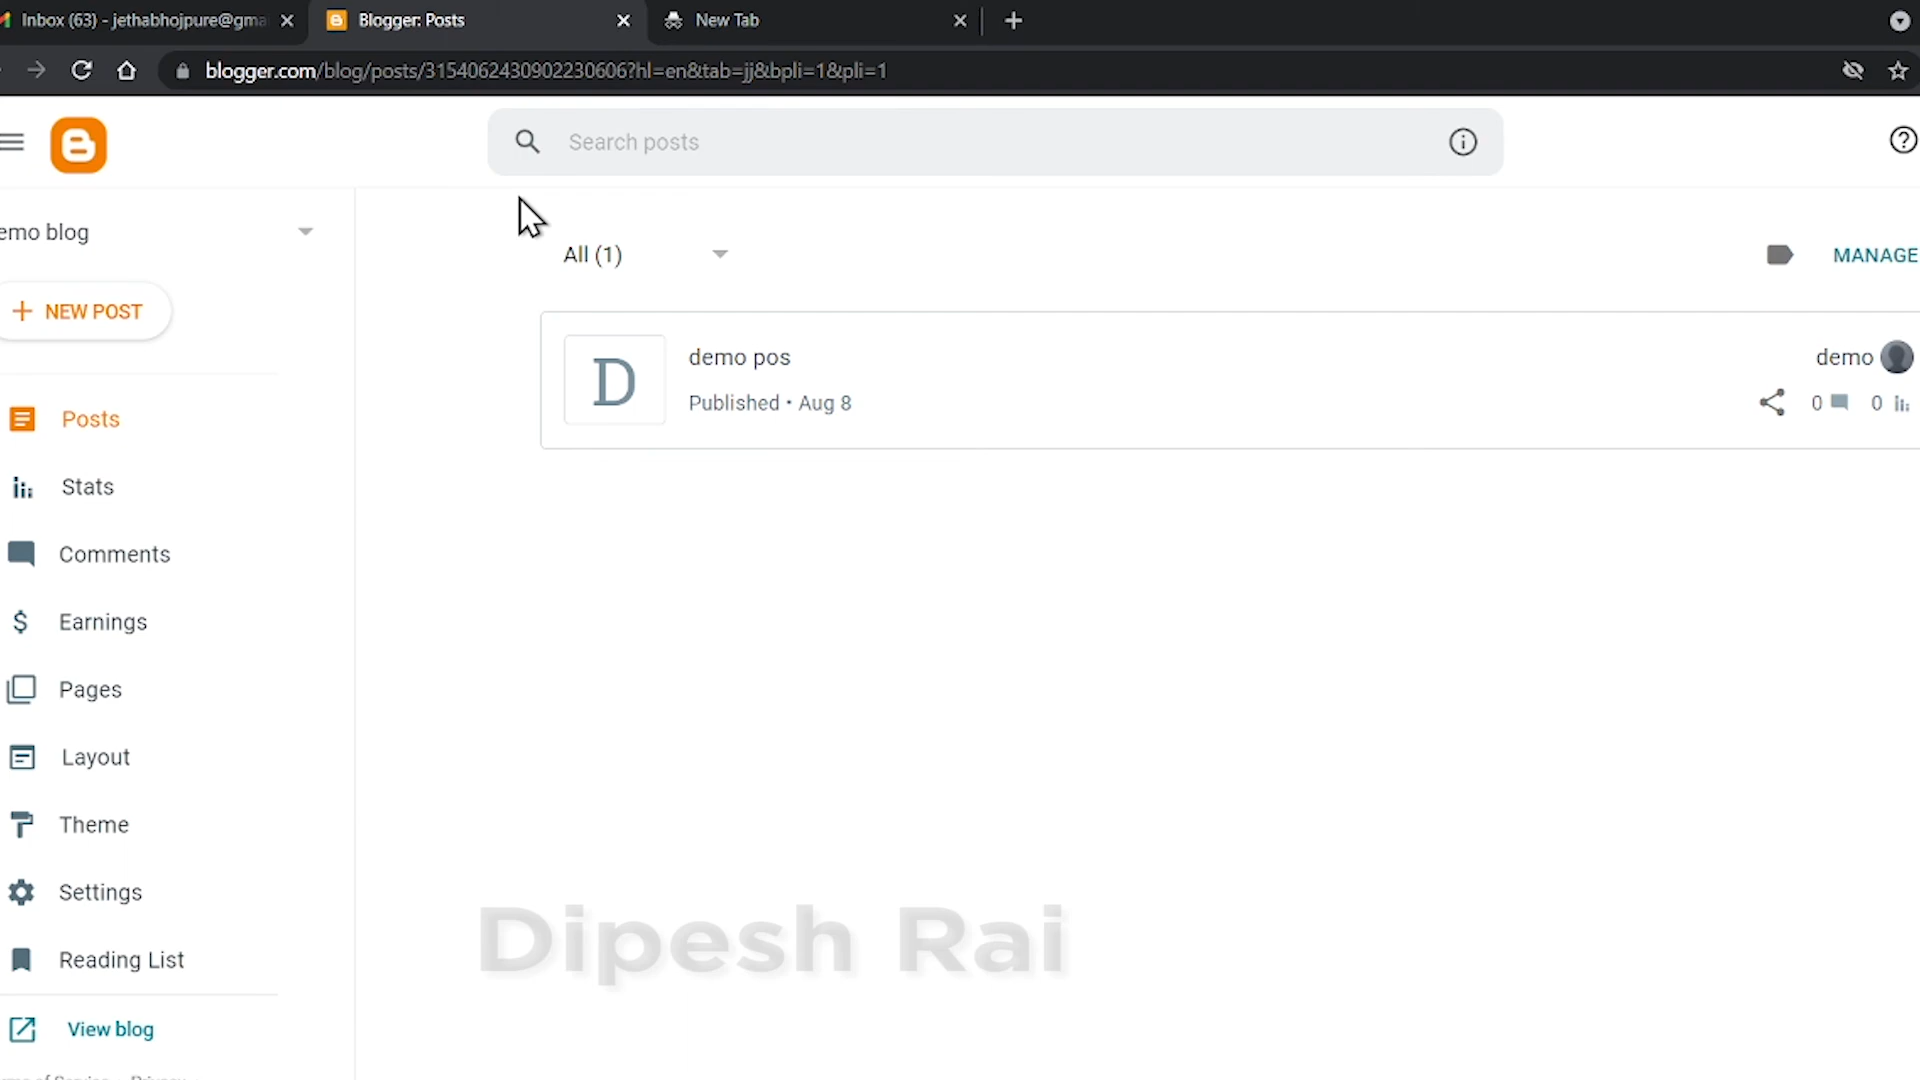 Inbox (63) - jethabhojpure@gma
Blogger: Posts
New Tab
blogger.com/blog/posts/3154062430902230606?hl=en&tab=jj&bpli=1&pli=1
Search posts
emo blog
All (1)
MANAGE
NEW POST
D
demo pos
demo
Published • Aug 8
0
0
Posts
Stats
Comments
Earnings
Pages
Layout
Theme
Settings
Reading List
Dipesh Rai
View blog